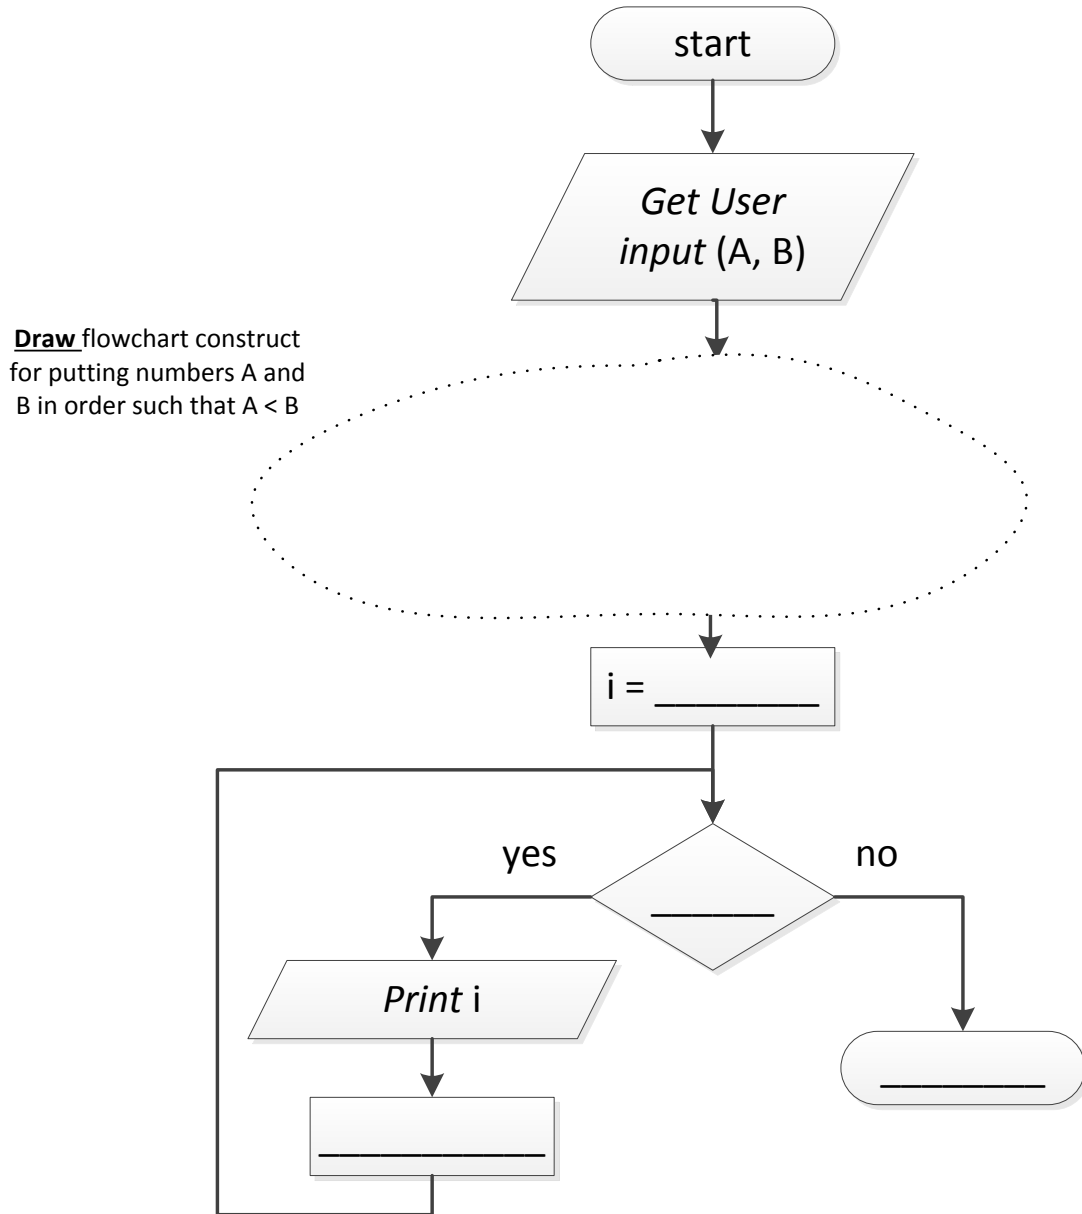 start
Get User
input (A, B)
Draw flowchart construct
for putting numbers A and
B in order such that A < B
i = ________
yes
no
______
Print i
________
___________